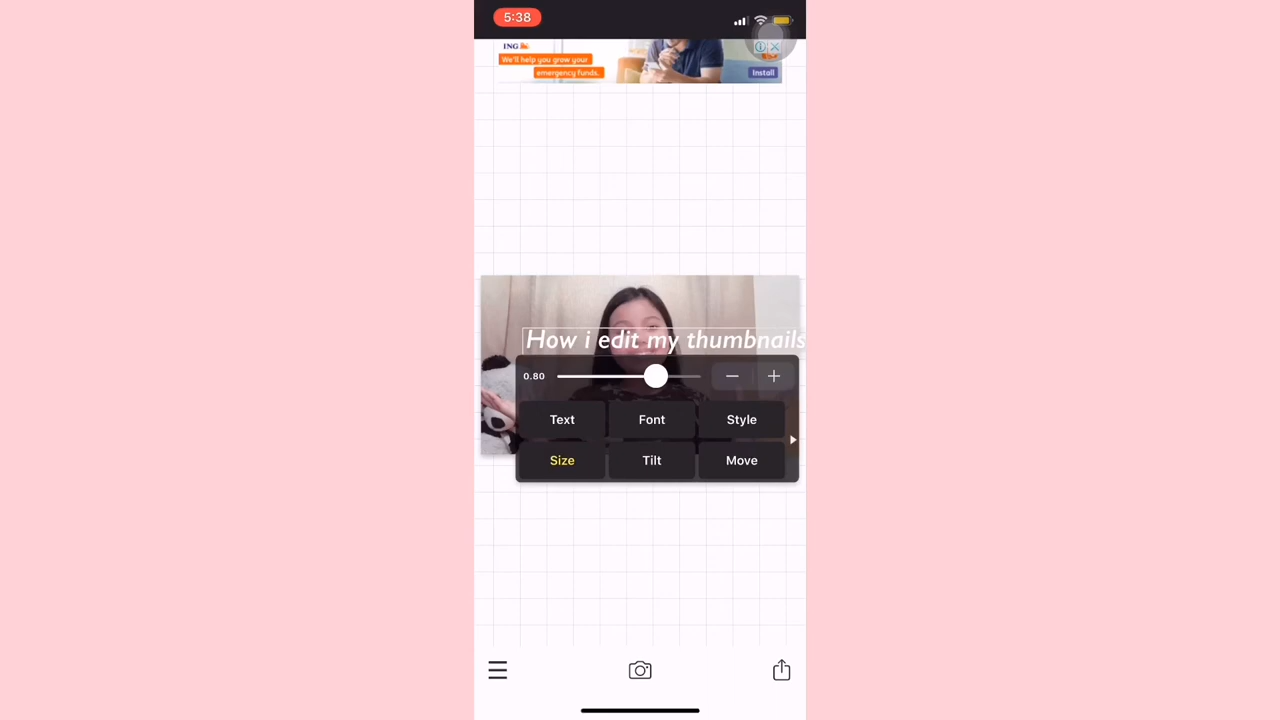 5:38
ING
We'll help you grow your
emergency funds.
Install
How i edit my thumbnails
0.80
Text Font Style
Size Tilt Move